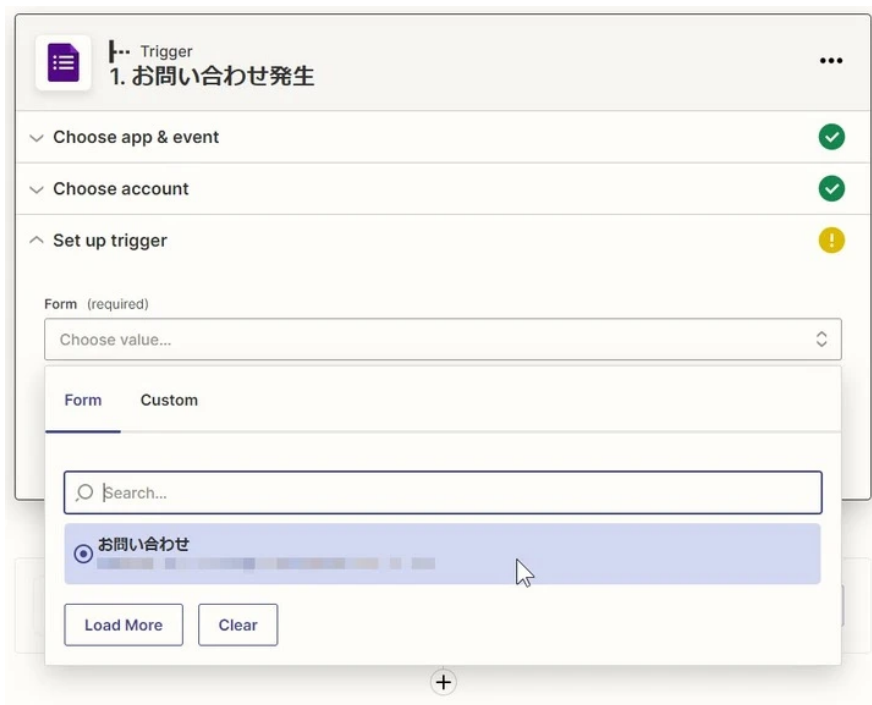 Trigger
1. お問い合わせ発生
Choose app & event
Choose account
Set up trigger
Form (required)
Choose value...
Form Custom
Search...
お問い合わせ
Load More Clear